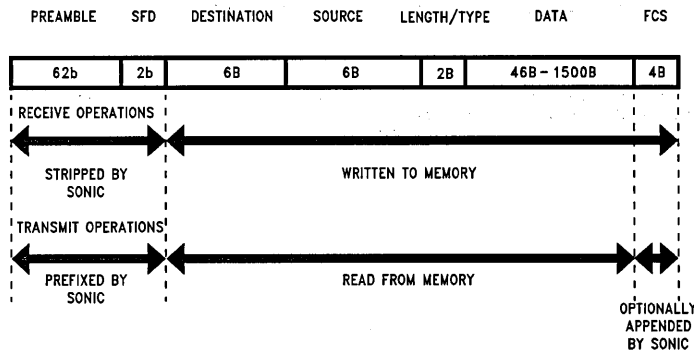 PREAMBLE SFD DESTINATION SOURCE LENGTH/TYPE DATA FCS
62b 2b 6B 6B 2B 46B – 1500B 4B
RECEIVE OPERATIONS
STRIPPED BY
SONIC
WRITTEN TO MEMORY
TRANSMIT OPERATIONS
PREFIXED BY
SONIC
READ FROM MEMORY
OPTIONALLY
APPENDED
BY SONIC